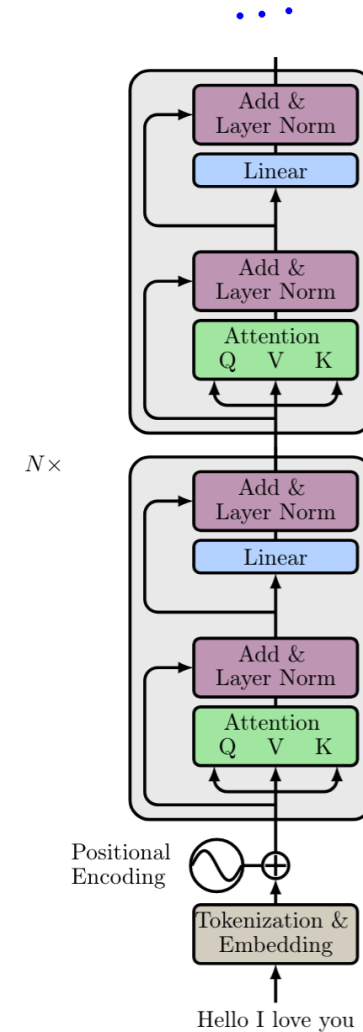 Add &
Layer Norm
Linear
Add &
Layer Norm
Attention
Q V K
N×
Add &
Layer Norm
Linear
Add &
Layer Norm
Attention
Q V K
Positional
Encoding
Tokenization &
Embedding
Hello I love you